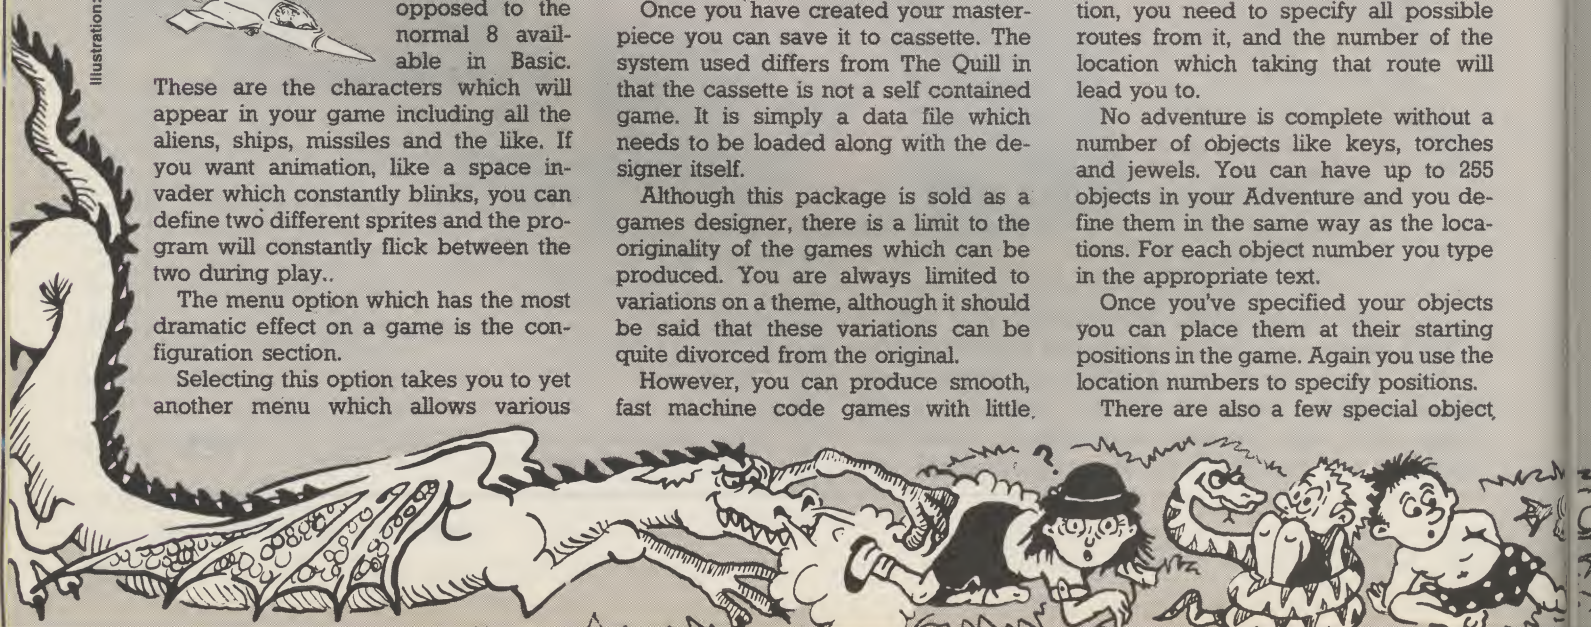 Illustration:
opposed to the
normal 8 avail-
able in Basic.
These are the characters which will
appear in your game including all the
aliens, ships, missiles and the like. If
you want animation, like a space in-
vader which constantly blinks, you can
define two different sprites and the pro-
gram will constantly flick between the
two during play..
The menu option which has the most
dramatic effect on a game is the con-
figuration section.
Selecting this option takes you to yet
another menu which allows various
Once you have created your master-
piece you can save it to cassette. The
system used differs from The Quill in
that the cassette is not a self contained
game. It is simply a data file which
needs to be loaded along with the de-
signer itself.
Although this package is sold as a
games designer, there is a limit to the
originality of the games which can be
produced. You are always limited to
variations on a theme, although it should
be said that these variations can be
quite divorced from the original.
However, you can produce smooth,
fast machine code games with little
tion, you need to specify all possible
routes from it, and the number of the
location which taking that route will
lead you to.
No adventure is complete without a
number of objects like keys, torches
and jewels. You can have up to 255
objects in your Adventure and you de-
fine them in the same way as the loca-
tions. For each object number you type
in the appropriate text.
Once you've specified your objects
you can place them at their starting
positions in the game. Again you use the
location numbers to specify positions.
There are also a few special object
?